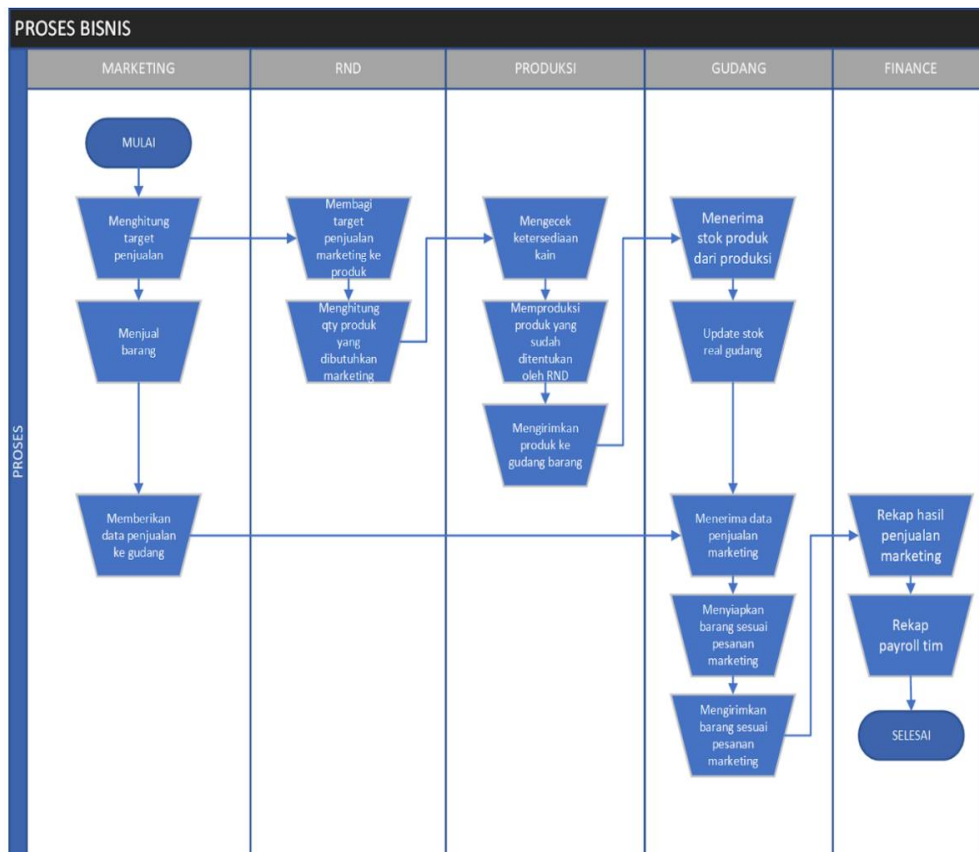 PROSES BISNIS
MARKETING
RND
PRODUKSI
GUDANG
FINANCE
PROSES
MULAI
Menghitung
target
penjualan
Membagi
target
penjualan
marketing ke
produk
Mengecek
ketersediaan
kain
Menerima
stok produk
dari produksi
Menjual
barang
Menghitung
qty produk
yang
dibutuhkan
marketing
Memproduksi
produk yang
sudah
ditentukan
oleh RND
Update stok
real gudang
Mengirimkan
produk ke
gudang barang
Memberikan
data penjualan
ke gudang
Menerima data
penjualan
marketing
Rekap hasil
penjualan
marketing
Menyiapkan
barang sesuai
pesanan
marketing
Rekap
payroll tim
Mengirimkan
barang sesuai
pesanan
marketing
SELESAI